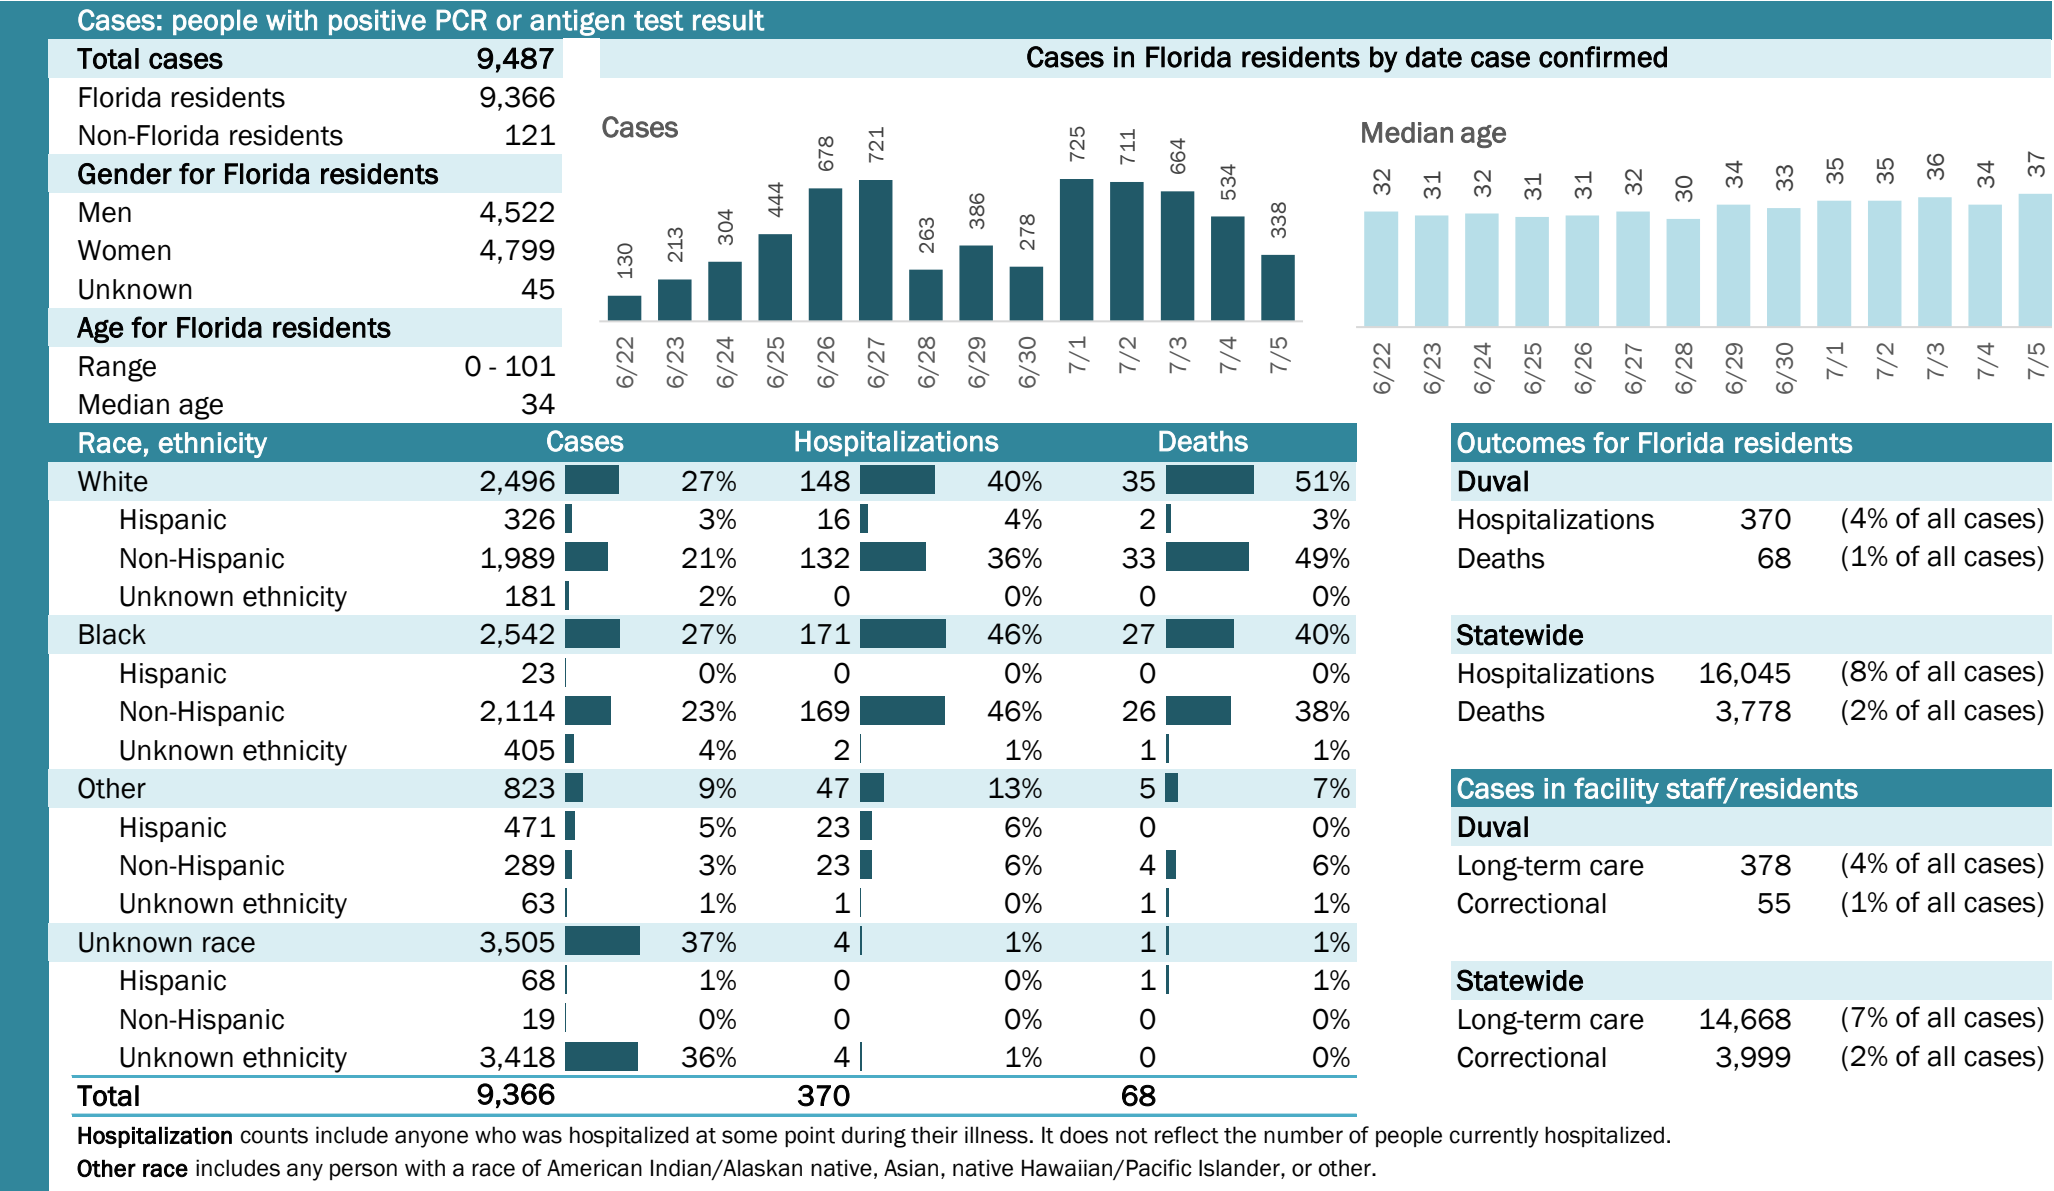 Cases: people with positive PCR or antigen test result
Total cases 9,487
Florida residents 9,366
Non-Florida residents 121
Gender for Florida residents
Men 4,522
Women 4,799
Unknown 45
Age for Florida residents
Range 0 - 101
Median age 34
Cases in Florida residents by date case confirmed
Cases
130 213 304 444 678 721 263 386 278 725 711 664 534 338
6/22 6/23 6/24 6/25 6/26 6/27 6/28 6/29 6/30 7/1 7/2 7/3 7/4 7/5
Median age
32 31 32 31 31 32 30 34 33 35 35 36 34 37
6/22 6/23 6/24 6/25 6/26 6/27 6/28 6/29 6/30 7/1 7/2 7/3 7/4 7/5
Race, ethnicity Cases Hospitalizations Deaths
White 2,496 27% 148 40% 35 51%
Hispanic 326 3% 16 4% 2 3%
Non-Hispanic 1,989 21% 132 36% 33 49%
Unknown ethnicity 181 2% 0 0% 0 0%
Black 2,542 27% 171 46% 27 40%
Hispanic 23 0% 0 0% 0 0%
Non-Hispanic 2,114 23% 169 46% 26 38%
Unknown ethnicity 405 4% 2 1% 1 1%
Other 823 9% 47 13% 5 7%
Hispanic 471 5% 23 6% 0 0%
Non-Hispanic 289 3% 23 6% 4 6%
Unknown ethnicity 63 1% 1 0% 1 1%
Unknown race 3,505 37% 4 1% 1 1%
Hispanic 68 1% 0 0% 1 1%
Non-Hispanic 19 0% 0 0% 0 0%
Unknown ethnicity 3,418 36% 4 1% 0 0%
Total 9,366 370 68
Outcomes for Florida residents
Duval
Hospitalizations 370 (4% of all cases)
Deaths 68 (1% of all cases)
Statewide
Hospitalizations 16,045 (8% of all cases)
Deaths 3,778 (2% of all cases)
Cases in facility staff/residents
Duval
Long-term care 378 (4% of all cases)
Correctional 55 (1% of all cases)
Statewide
Long-term care 14,668 (7% of all cases)
Correctional 3,999 (2% of all cases)
Hospitalization counts include anyone who was hospitalized at some point during their illness. It does not reflect the number of people currently hospitalized.
Other race includes any person with a race of American Indian/Alaskan native, Asian, native Hawaiian/Pacific Islander, or other.